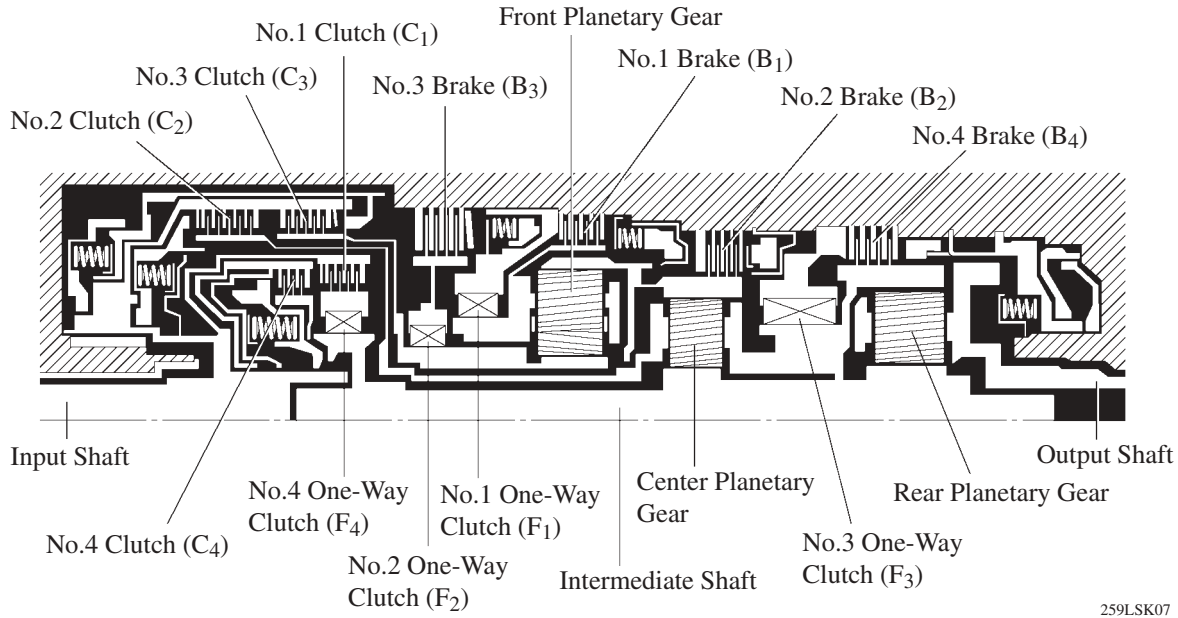 Front Planetary Gear
No.1 Clutch (C1)
No.1 Brake (B1)
No.3 Clutch (C3)
No.3 Brake (B3)
No.2 Brake (B2)
No.2 Clutch (C2)
No.4 Brake (B4)
Input Shaft
Output Shaft
Center Planetary
Gear
Rear Planetary Gear
No.4 One-Way
Clutch (F4)
No.1 One-Way
Clutch (F1)
No.4 Clutch (C4)
No.3 One-Way
Clutch (F3)
No.2 One-Way
Clutch (F2)
Intermediate Shaft
259LSK07